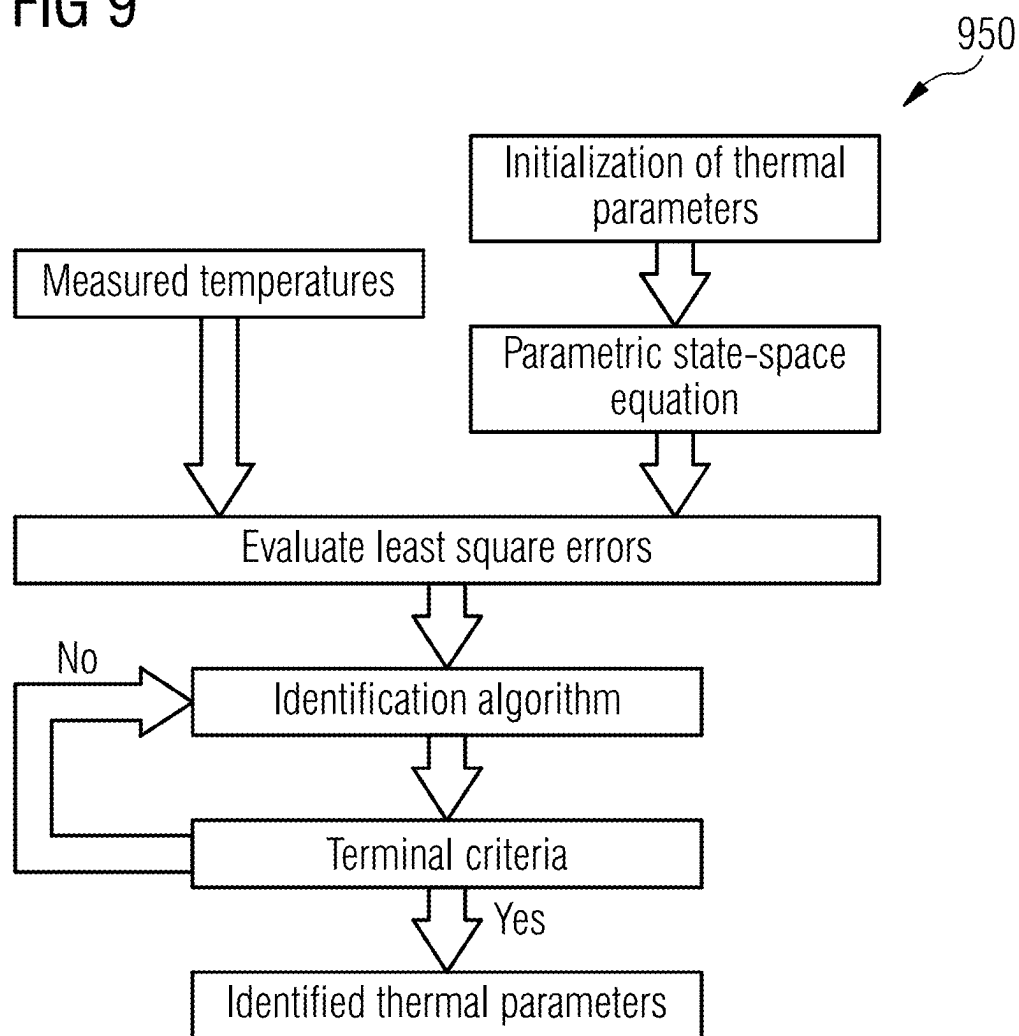 FIG 9
950
Initialization of thermal
parameters
Measured temperatures
Parametric state-space
equation
Evaluate least square errors
No
Identification algorithm
Terminal criteria
Yes
Identified thermal parameters